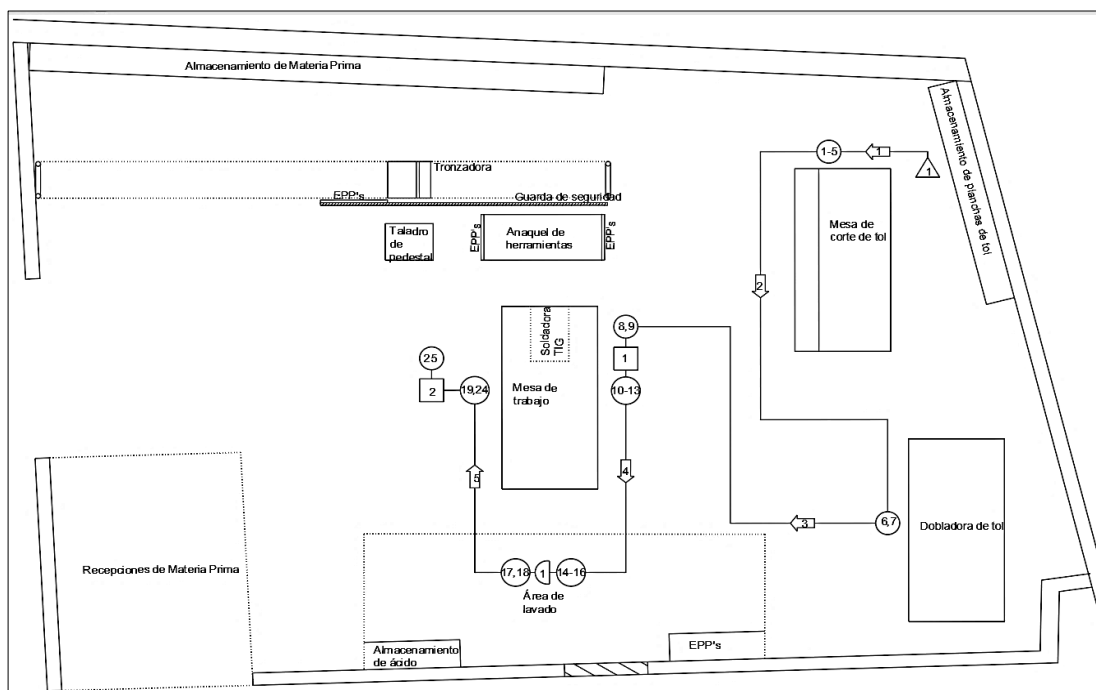 Almacenamiento de Materia Prima
Almacenamiento de planchas de tol
1-5
1
1
Tronzadora
EPP's
Guarda de seguridad
Taladro
de
pedestal
EPP's
Anaquel de
herramientas
EPP's
Mesa de
corte de tol
2
Soldadora
TIG
8,9
1
25
2
19,24
Mesa de
trabajo
10-13
5
4
3
6,7
Dobladora de tol
Recepciones de Materia Prima
17,18
1
14-16
Área de
lavado
Almacenamiento
de ácido
EPP's